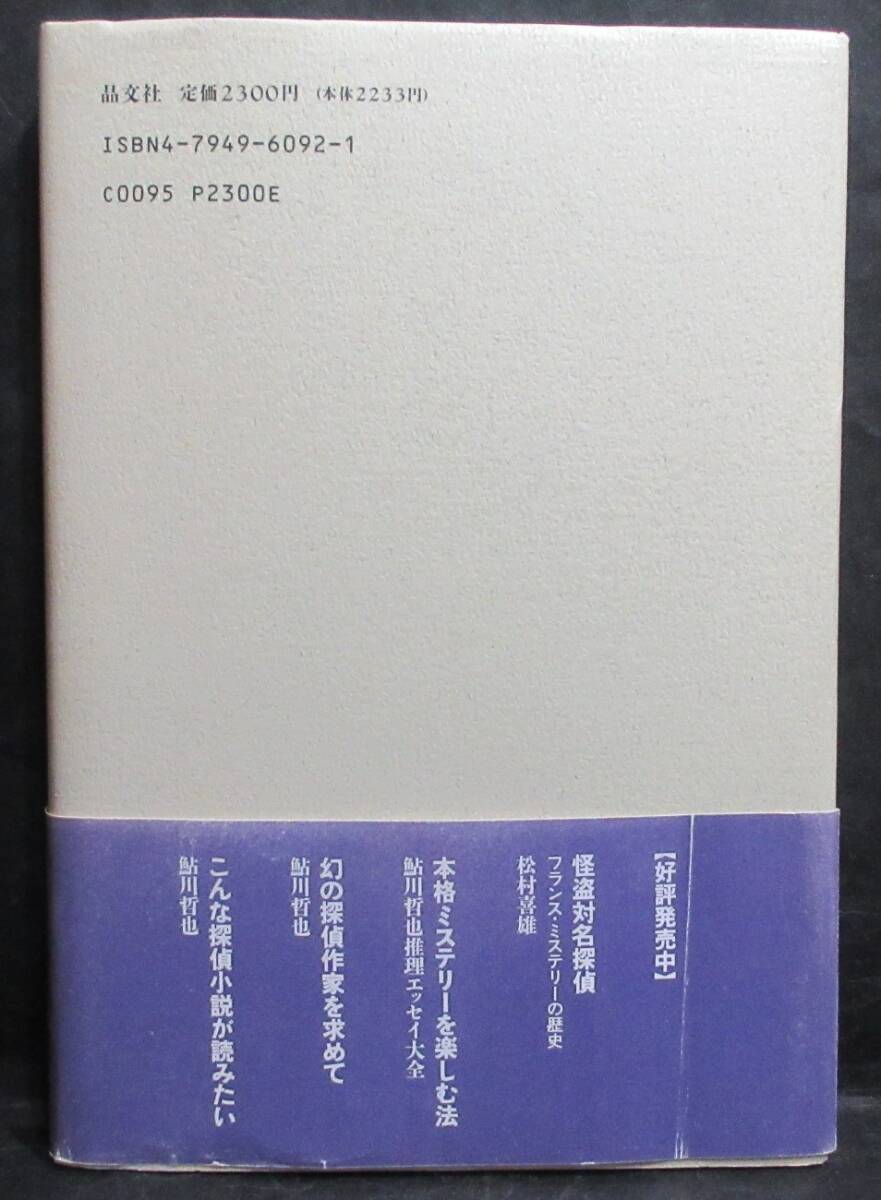 晶文社 定価2300円 (本体2233円)
ISBN4-7949-6092-1
C0095 P2300E
【好評発売中】
怪盗対名探偵
フランス・ミステリーの歴史
松村喜雄
本格ミステリーを楽しむ法
鮎川哲也推理エッセイ大全
幻の探偵作家を求めて
鮎川哲也
こんな探偵小説が読みたい
鮎川哲也